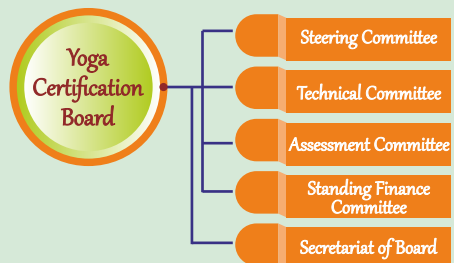 Yoga
Certification
Board
Steering Committee
Technical Committee
Assessment Committee
Standing Finance
Committee
Secretariat of Board